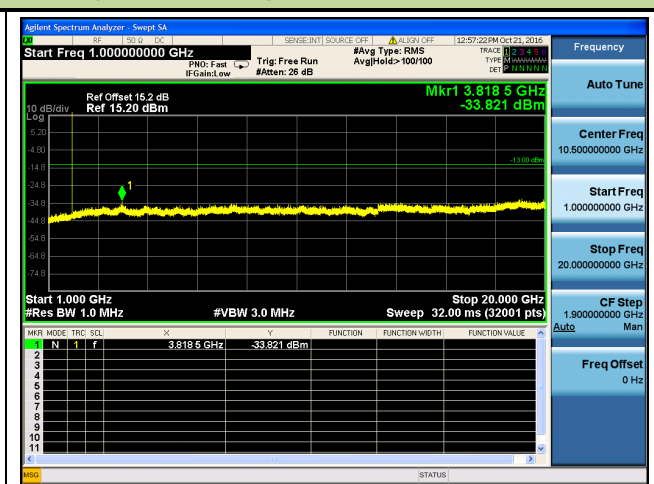 Agilent Spectrum Analyzer - Swept SA
LXI RF 50 Ω DC SENSE:INT SOURCE OFF ALIGN OFF 12:57:22 PM Oct 21, 2016
Start Freq 1.000000000 GHz
PNO: Fast
IFGain:Low
Trig: Free Run
#Atten: 26 dB
#Avg Type: RMS
Avg|Hold>100/100
TRACE 1 2 3 4 5 6
TYPE M
DET P N N N N N
Ref Offset 15.2 dB
10 dB/div Ref 15.20 dBm
Log
Mkr1 3.818 5 GHz
-33.821 dBm
5.20
-4.80
-13.00 dBm
-14.8
-24.8
1
-34.8
-44.8
-54.8
-64.8
-74.8
Start 1.000 GHz
Stop 20.000 GHz
#Res BW 1.0 MHz
#VBW 3.0 MHz
Sweep 32.00 ms (32001 pts)
MKR MODE TRC SCL X Y FUNCTION FUNCTION WIDTH FUNCTION VALUE
1 N 1 f 3.818 5 GHz -33.821 dBm
2
3
4
5
6
7
8
9
10
11
MSG
STATUS
Frequency
Auto Tune
Center Freq
10.500000000 GHz
Start Freq
1.000000000 GHz
Stop Freq
20.000000000 GHz
CF Step
1.900000000 GHz
Auto Man
Freq Offset
0 Hz